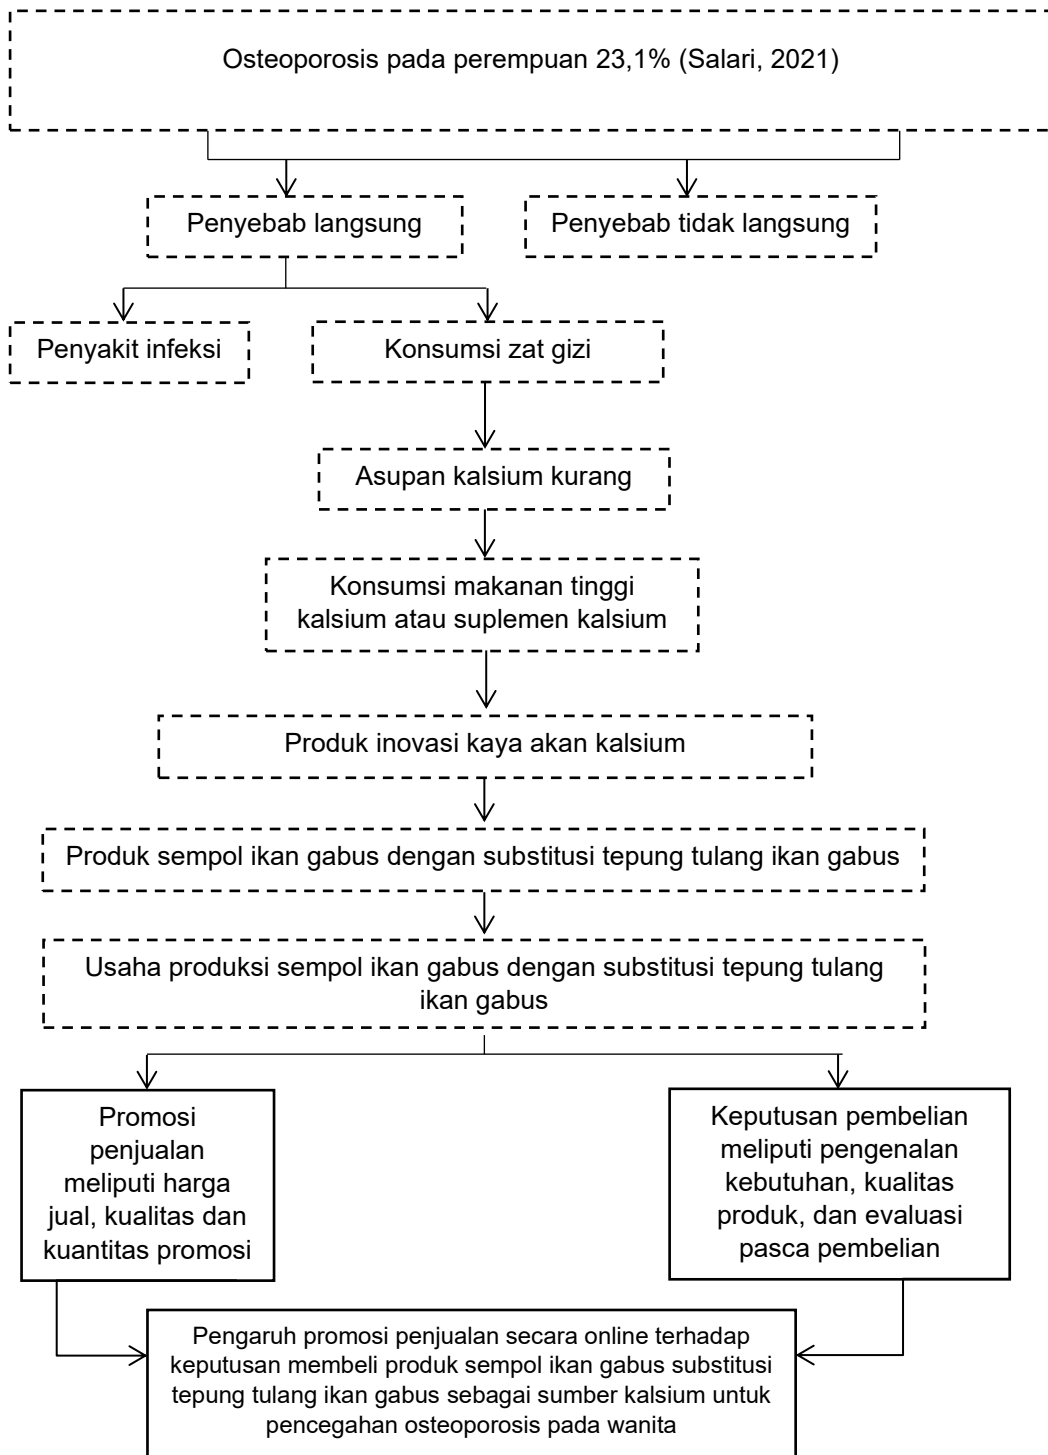 Osteoporosis pada perempuan 23,1% (Salari, 2021)
Penyebab langsung
Penyebab tidak langsung
Penyakit infeksi
Konsumsi zat gizi
Asupan kalsium kurang
Konsumsi makanan tinggi
kalsium atau suplemen kalsium
Produk inovasi kaya akan kalsium
Produk sempol ikan gabus dengan substitusi tepung tulang ikan gabus
Usaha produksi sempol ikan gabus dengan substitusi tepung tulang
ikan gabus
Promosi
penjualan
meliputi harga
jual, kualitas dan
kuantitas promosi
Keputusan pembelian
meliputi pengenalan
kebutuhan, kualitas
produk, dan evaluasi
pasca pembelian
Pengaruh promosi penjualan secara online terhadap
keputusan membeli produk sempol ikan gabus substitusi
tepung tulang ikan gabus sebagai sumber kalsium untuk
pencegahan osteoporosis pada wanita